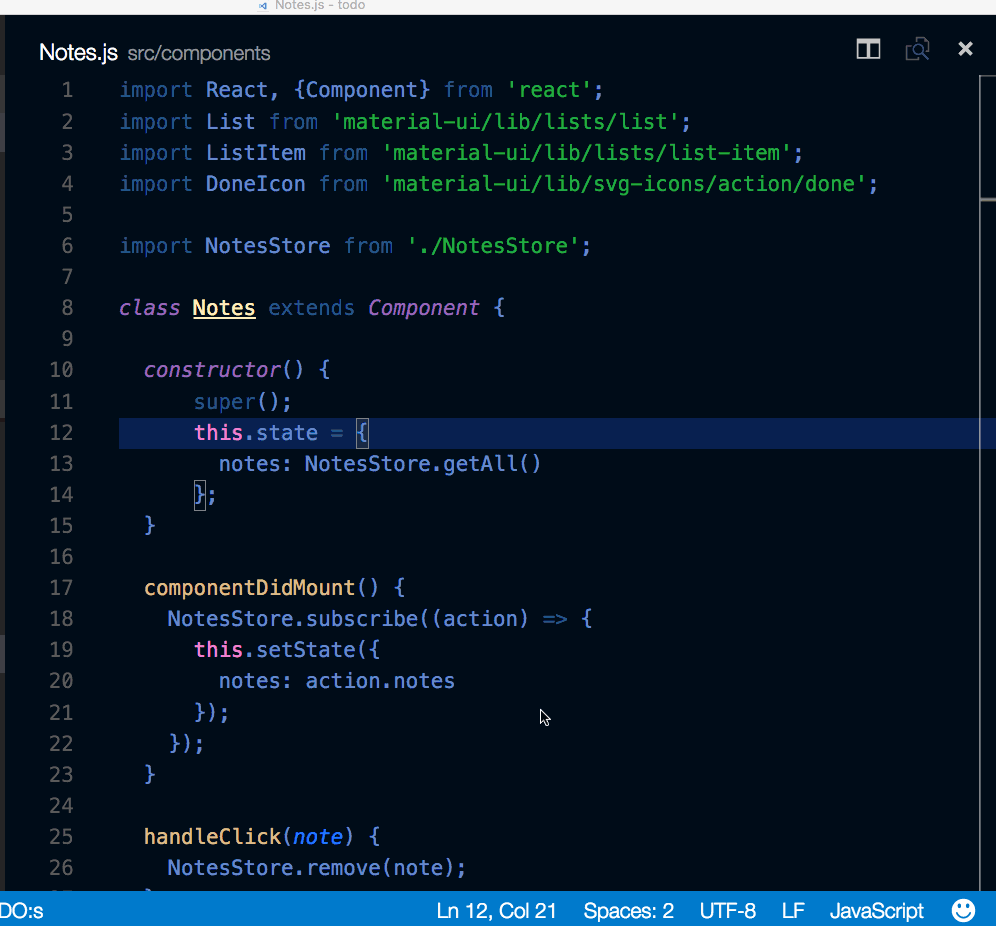 Notes.js - todo
Notes.js src/components
1 import React, {Component} from 'react';
2 import List from 'material-ui/lib/lists/list';
3 import ListItem from 'material-ui/lib/lists/list-item';
4 import DoneIcon from 'material-ui/lib/svg-icons/action/done';
5
6 import NotesStore from './NotesStore';
7
8 class Notes extends Component {
9
10 constructor() {
11 super();
12 this.state = {
13 notes: NotesStore.getAll()
14 };
15 }
16
17 componentDidMount() {
18 NotesStore.subscribe((action) => {
19 this.setState({
20 notes: action.notes
21 });
22 });
23 }
24
25 handleClick(note) {
26 NotesStore.remove(note);
DO:s Ln 12, Col 21 Spaces: 2 UTF-8 LF JavaScript